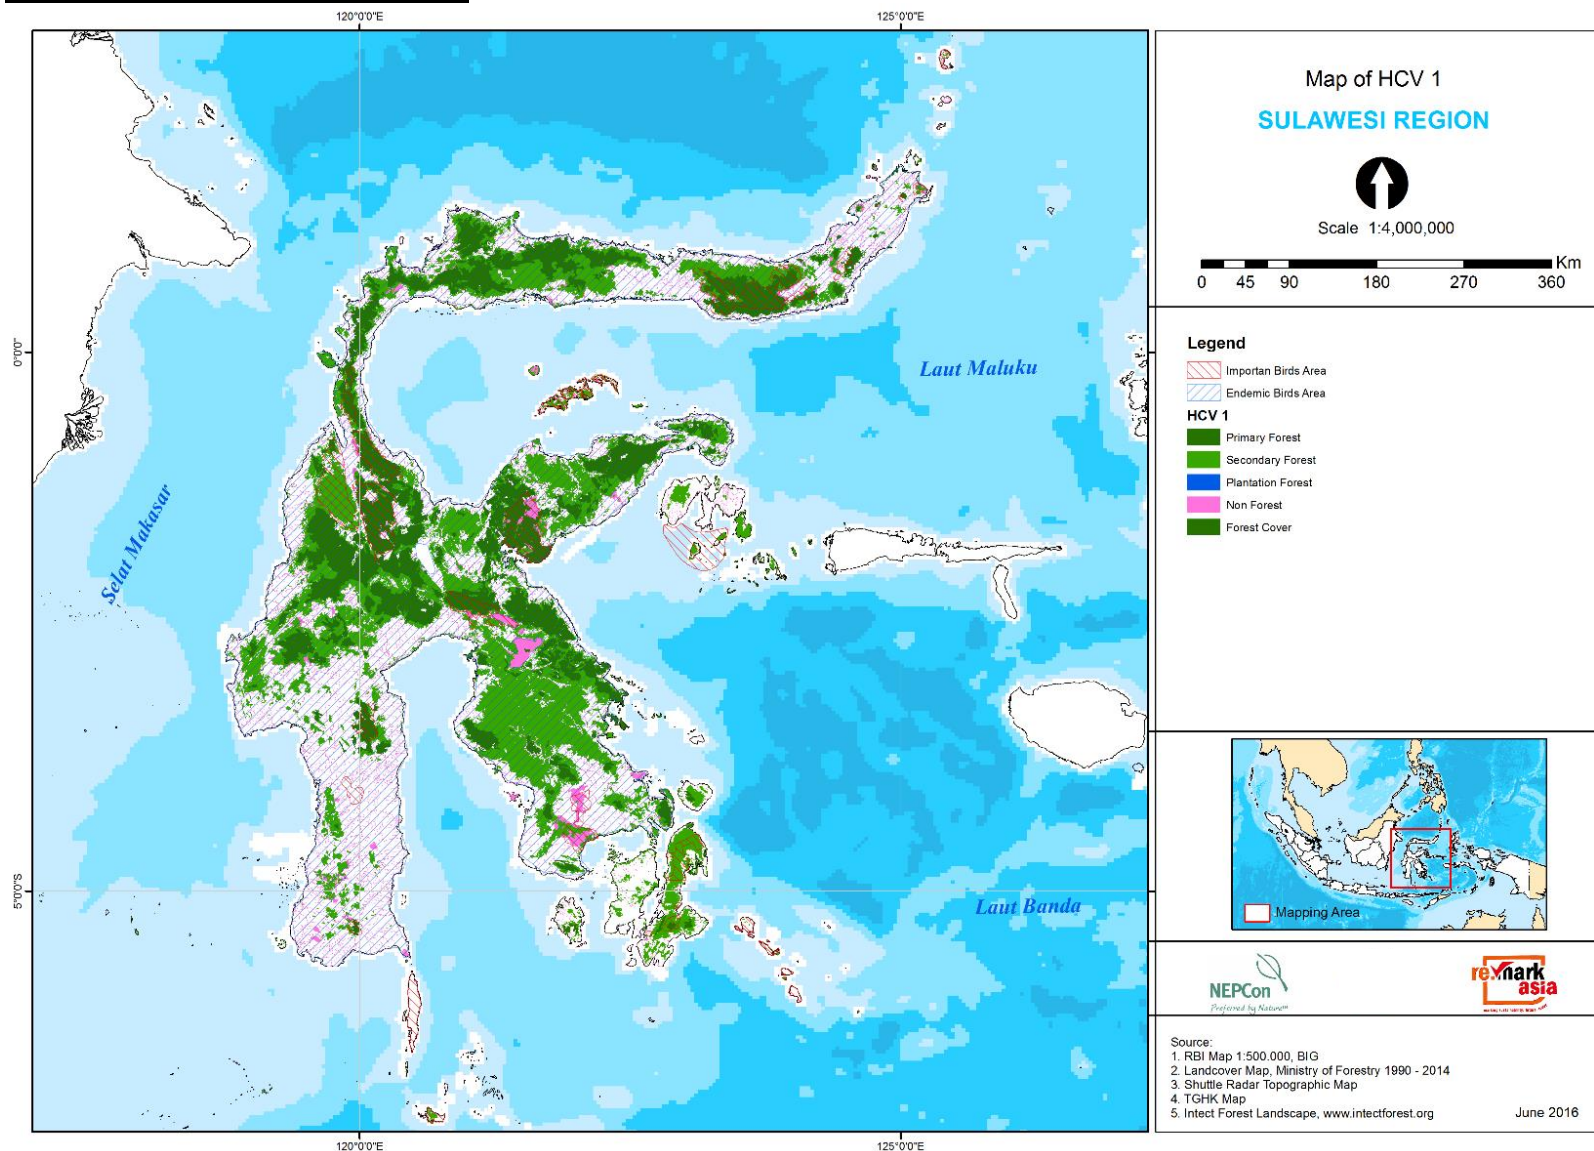 120°0'0"E
125°0'0"E
0°0'0"
5°0'0"S
120°0'0"E
125°0'0"E
Selat Makasar
Laut Maluku
Laut Banda
Map of HCV 1
SULAWESI REGION
Scale 1:4,000,000
Km
0 45 90 180 270 360
Legend
Importan Birds Area
Endemic Birds Area
HCV 1
Primary Forest
Secondary Forest
Plantation Forest
Non Forest
Forest Cover
Mapping Area
NEPCon
Preferred by Nature™
remark
asia
Source:
1. RBI Map 1:500.000, BIG
2. Landcover Map, Ministry of Forestry 1990 - 2014
3. Shuttle Radar Topographic Map
4. TGHK Map
5. Intect Forest Landscape, www.intectforest.org
June 2016